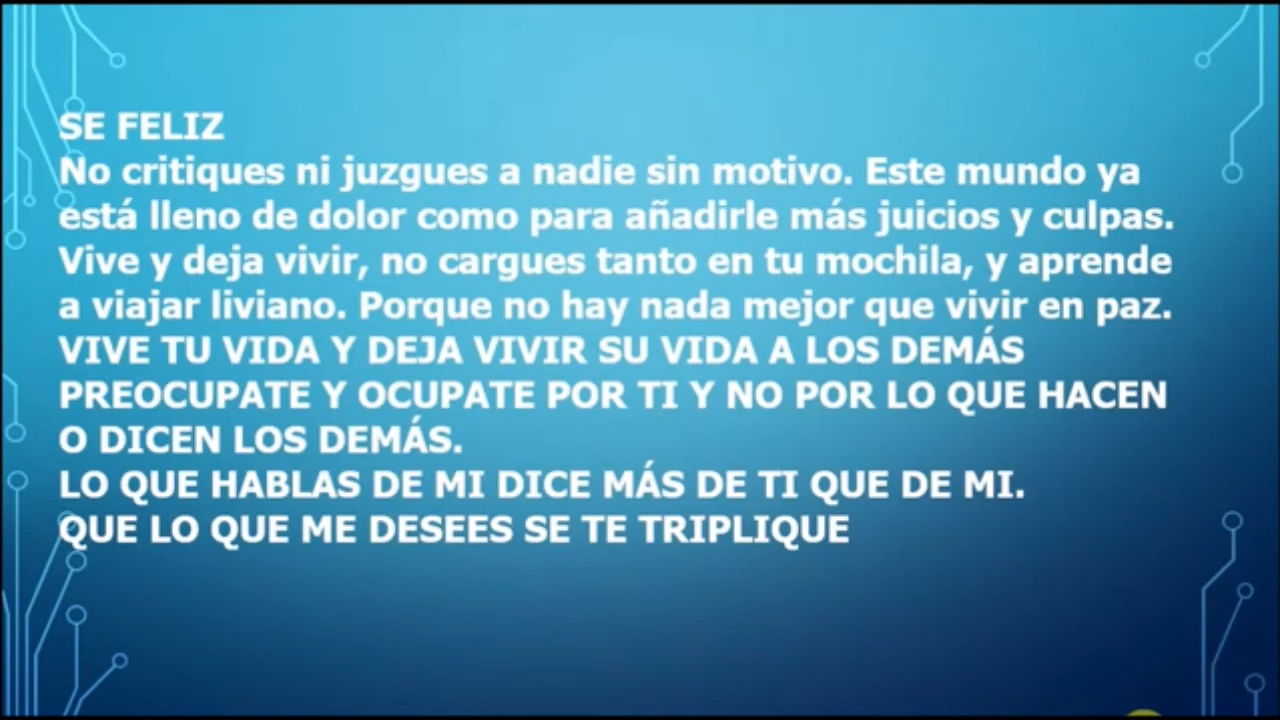 SE FELIZ
No critiques ni juzgues a nadie sin motivo. Este mundo ya
está lleno de dolor como para añadirle más juicios y culpas.
Vive y deja vivir, no cargues tanto en tu mochila, y aprende
a viajar liviano. Porque no hay nada mejor que vivir en paz.
VIVE TU VIDA Y DEJA VIVIR SU VIDA A LOS DEMÁS
PREOCUPATE Y OCUPATE POR TI Y NO POR LO QUE HACEN
O DICEN LOS DEMÁS.
LO QUE HABLAS DE MI DICE MÁS DE TI QUE DE MI.
QUE LO QUE ME DESEES SE TE TRIPLIQUE